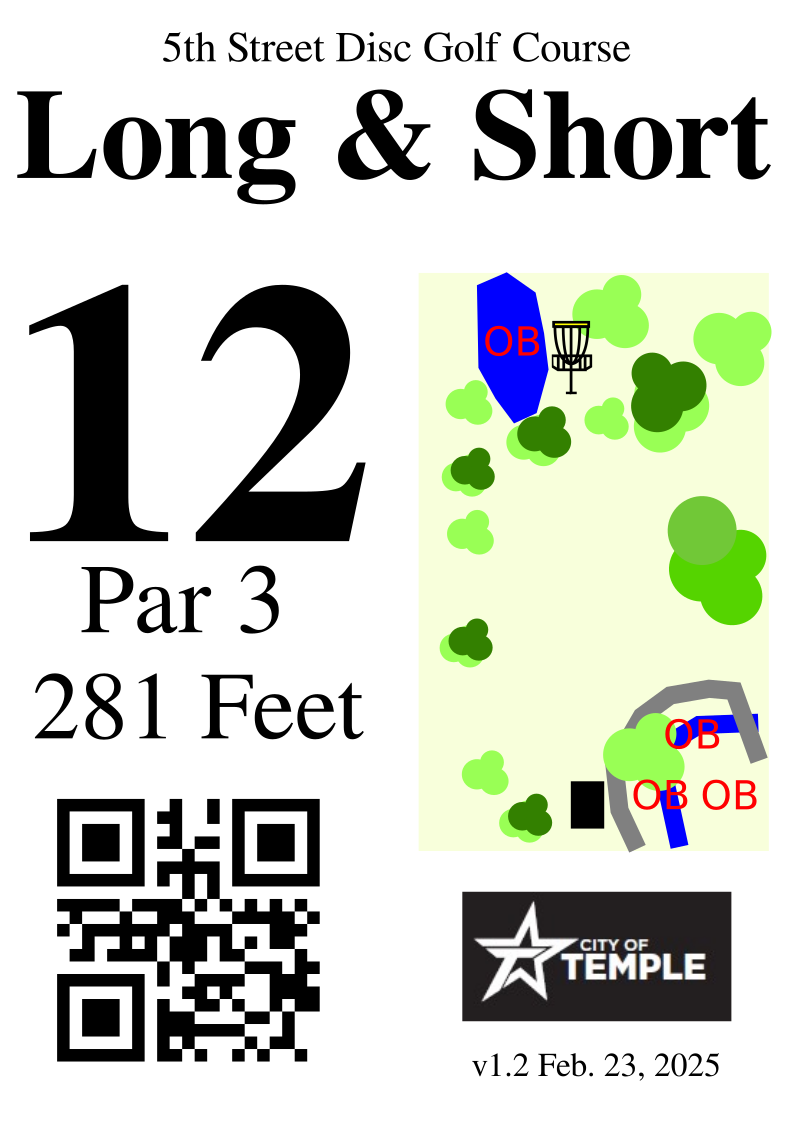 5th Street Disc Golf Course
Long & Short
12
Par 3
281 Feet
OB
OB
OB OB
CITY OF
TEMPLE
v1.2 Feb. 23, 2025